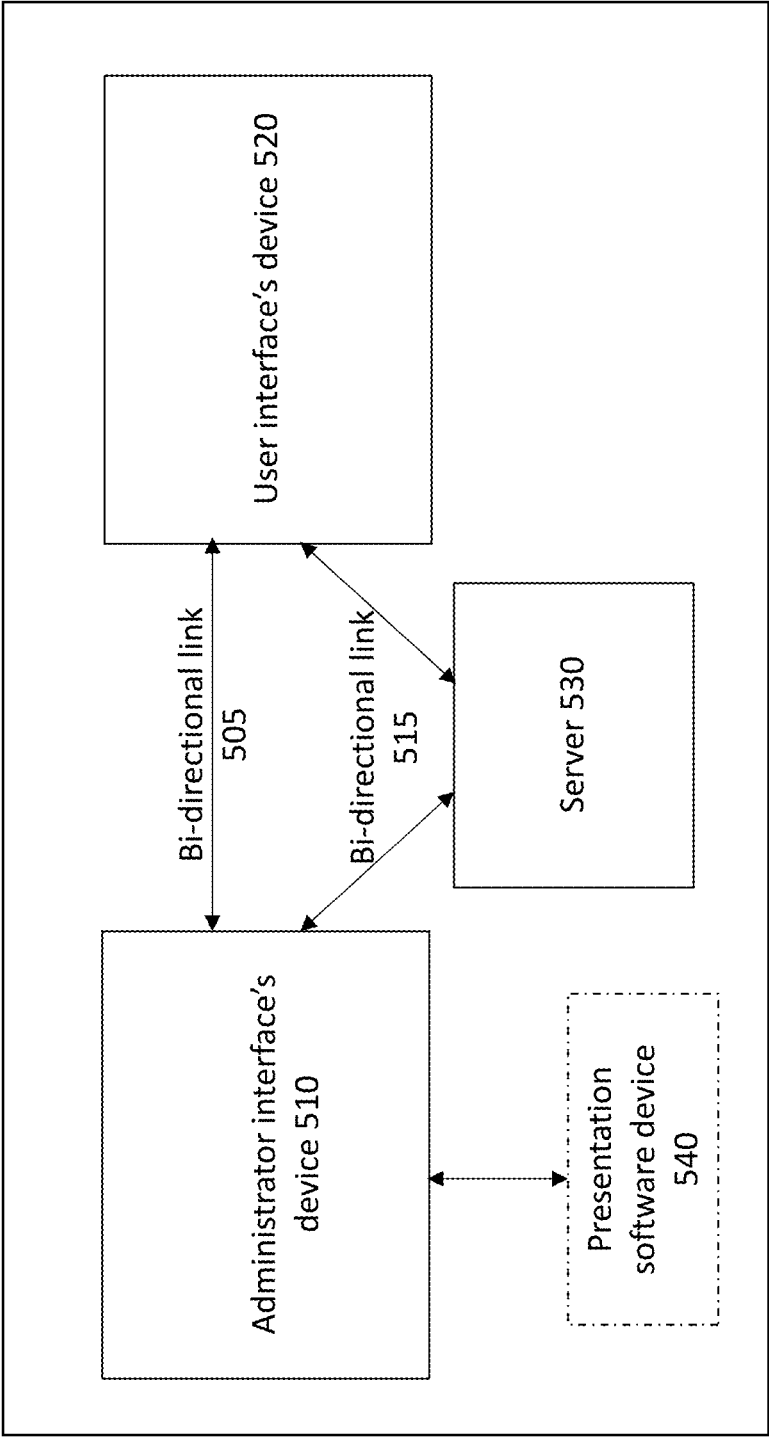 Administrator interface's
device 510
Bi-directional link
505
User interface's device 520
Bi-directional link
515
Server 530
Presentation
software device
540